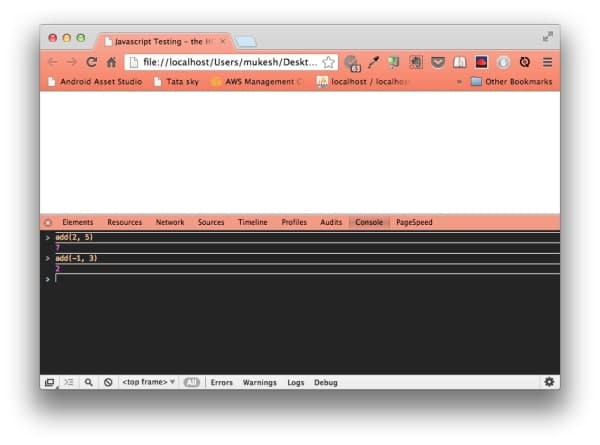 Javascript Testing – the H
file://localhost/Users/mukesh/Deskt...
Android Asset Studio Tata sky AWS Management C localhost / localhos » Other Bookmarks
Elements Resources Network Sources Timeline Profiles Audits Console PageSpeed
> add(2, 5)
7
> add(-1, 3)
2
>
<top frame> ▼ All Errors Warnings Logs Debug